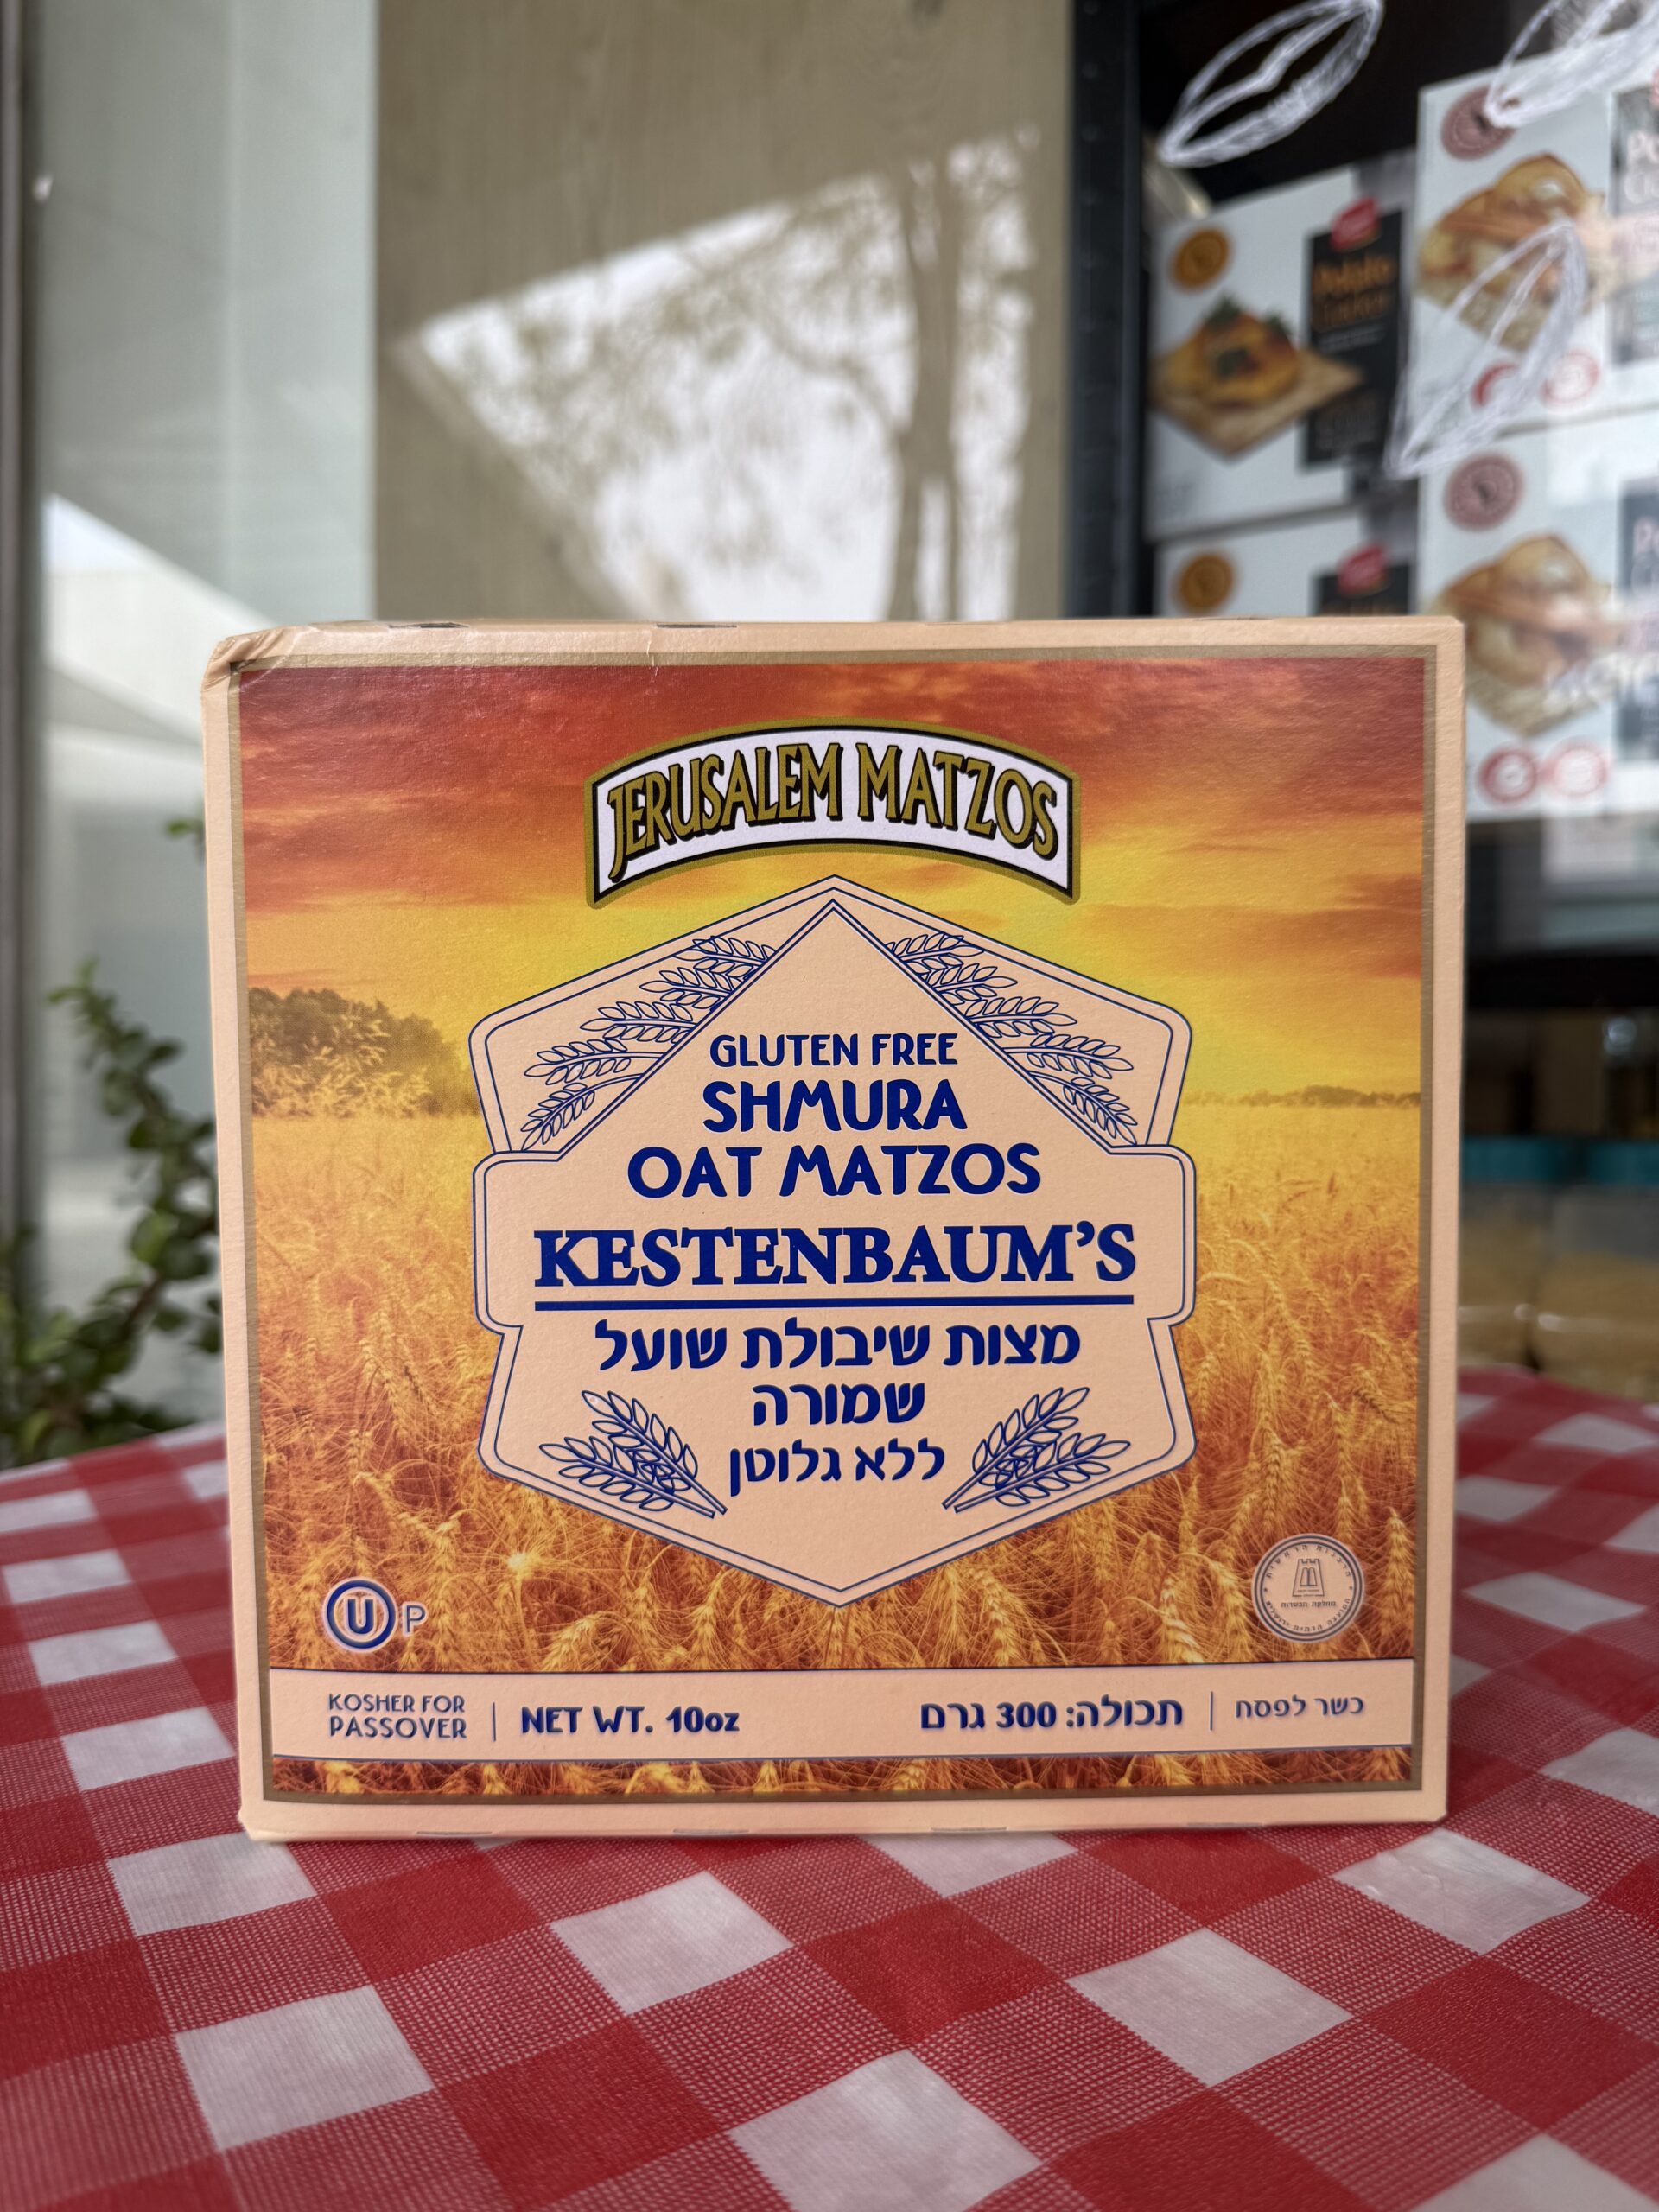 JERUSALEM MATZOS
GLUTEN FREE
SHMURA
OAT MATZOS
KESTENBAUM'S
מצות שיבולת שועל
שמורה
ללא גלוטן
U P
KOSHER FOR
PASSOVER
NET WT. 10oz
תכולה: 300 גרם
כשר לפסח
Potato